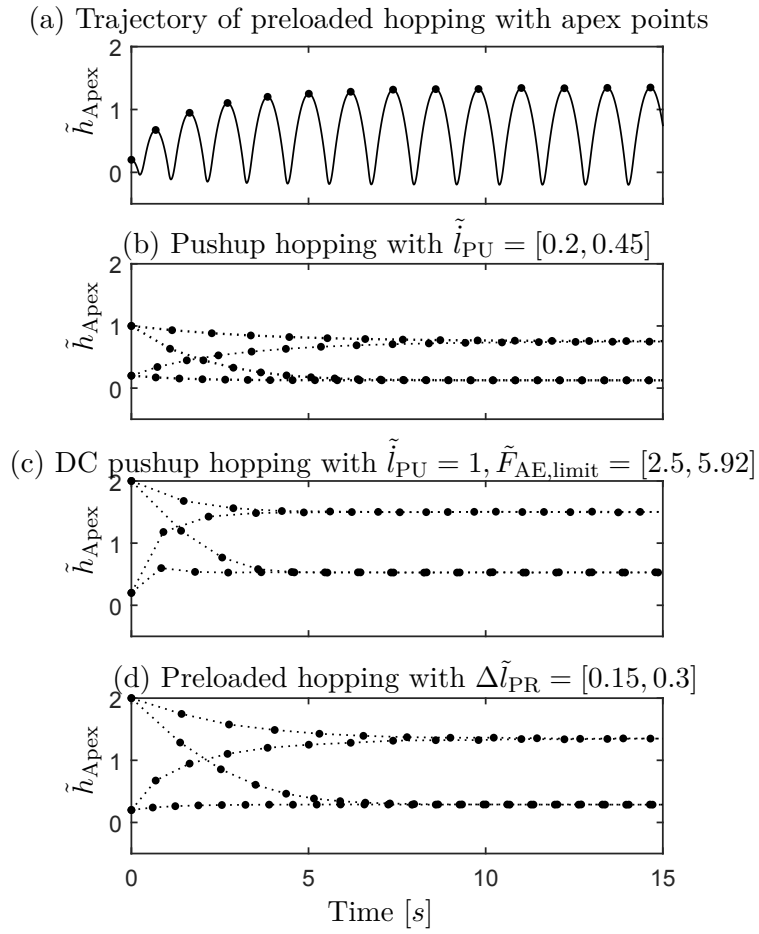 (a) Trajectory of preloaded hopping with apex points
2
1
0
h̃Apex
(b) Pushup hopping with l̃̇PU = [0.2, 0.45]
2
1
0
h̃Apex
(c) DC pushup hopping with l̃̇PU = 1, F̃AE,limit = [2.5, 5.92]
2
1
0
h̃Apex
(d) Preloaded hopping with Δl̃PR = [0.15, 0.3]
2
1
0
h̃Apex
0 5 10 15
Time [s]